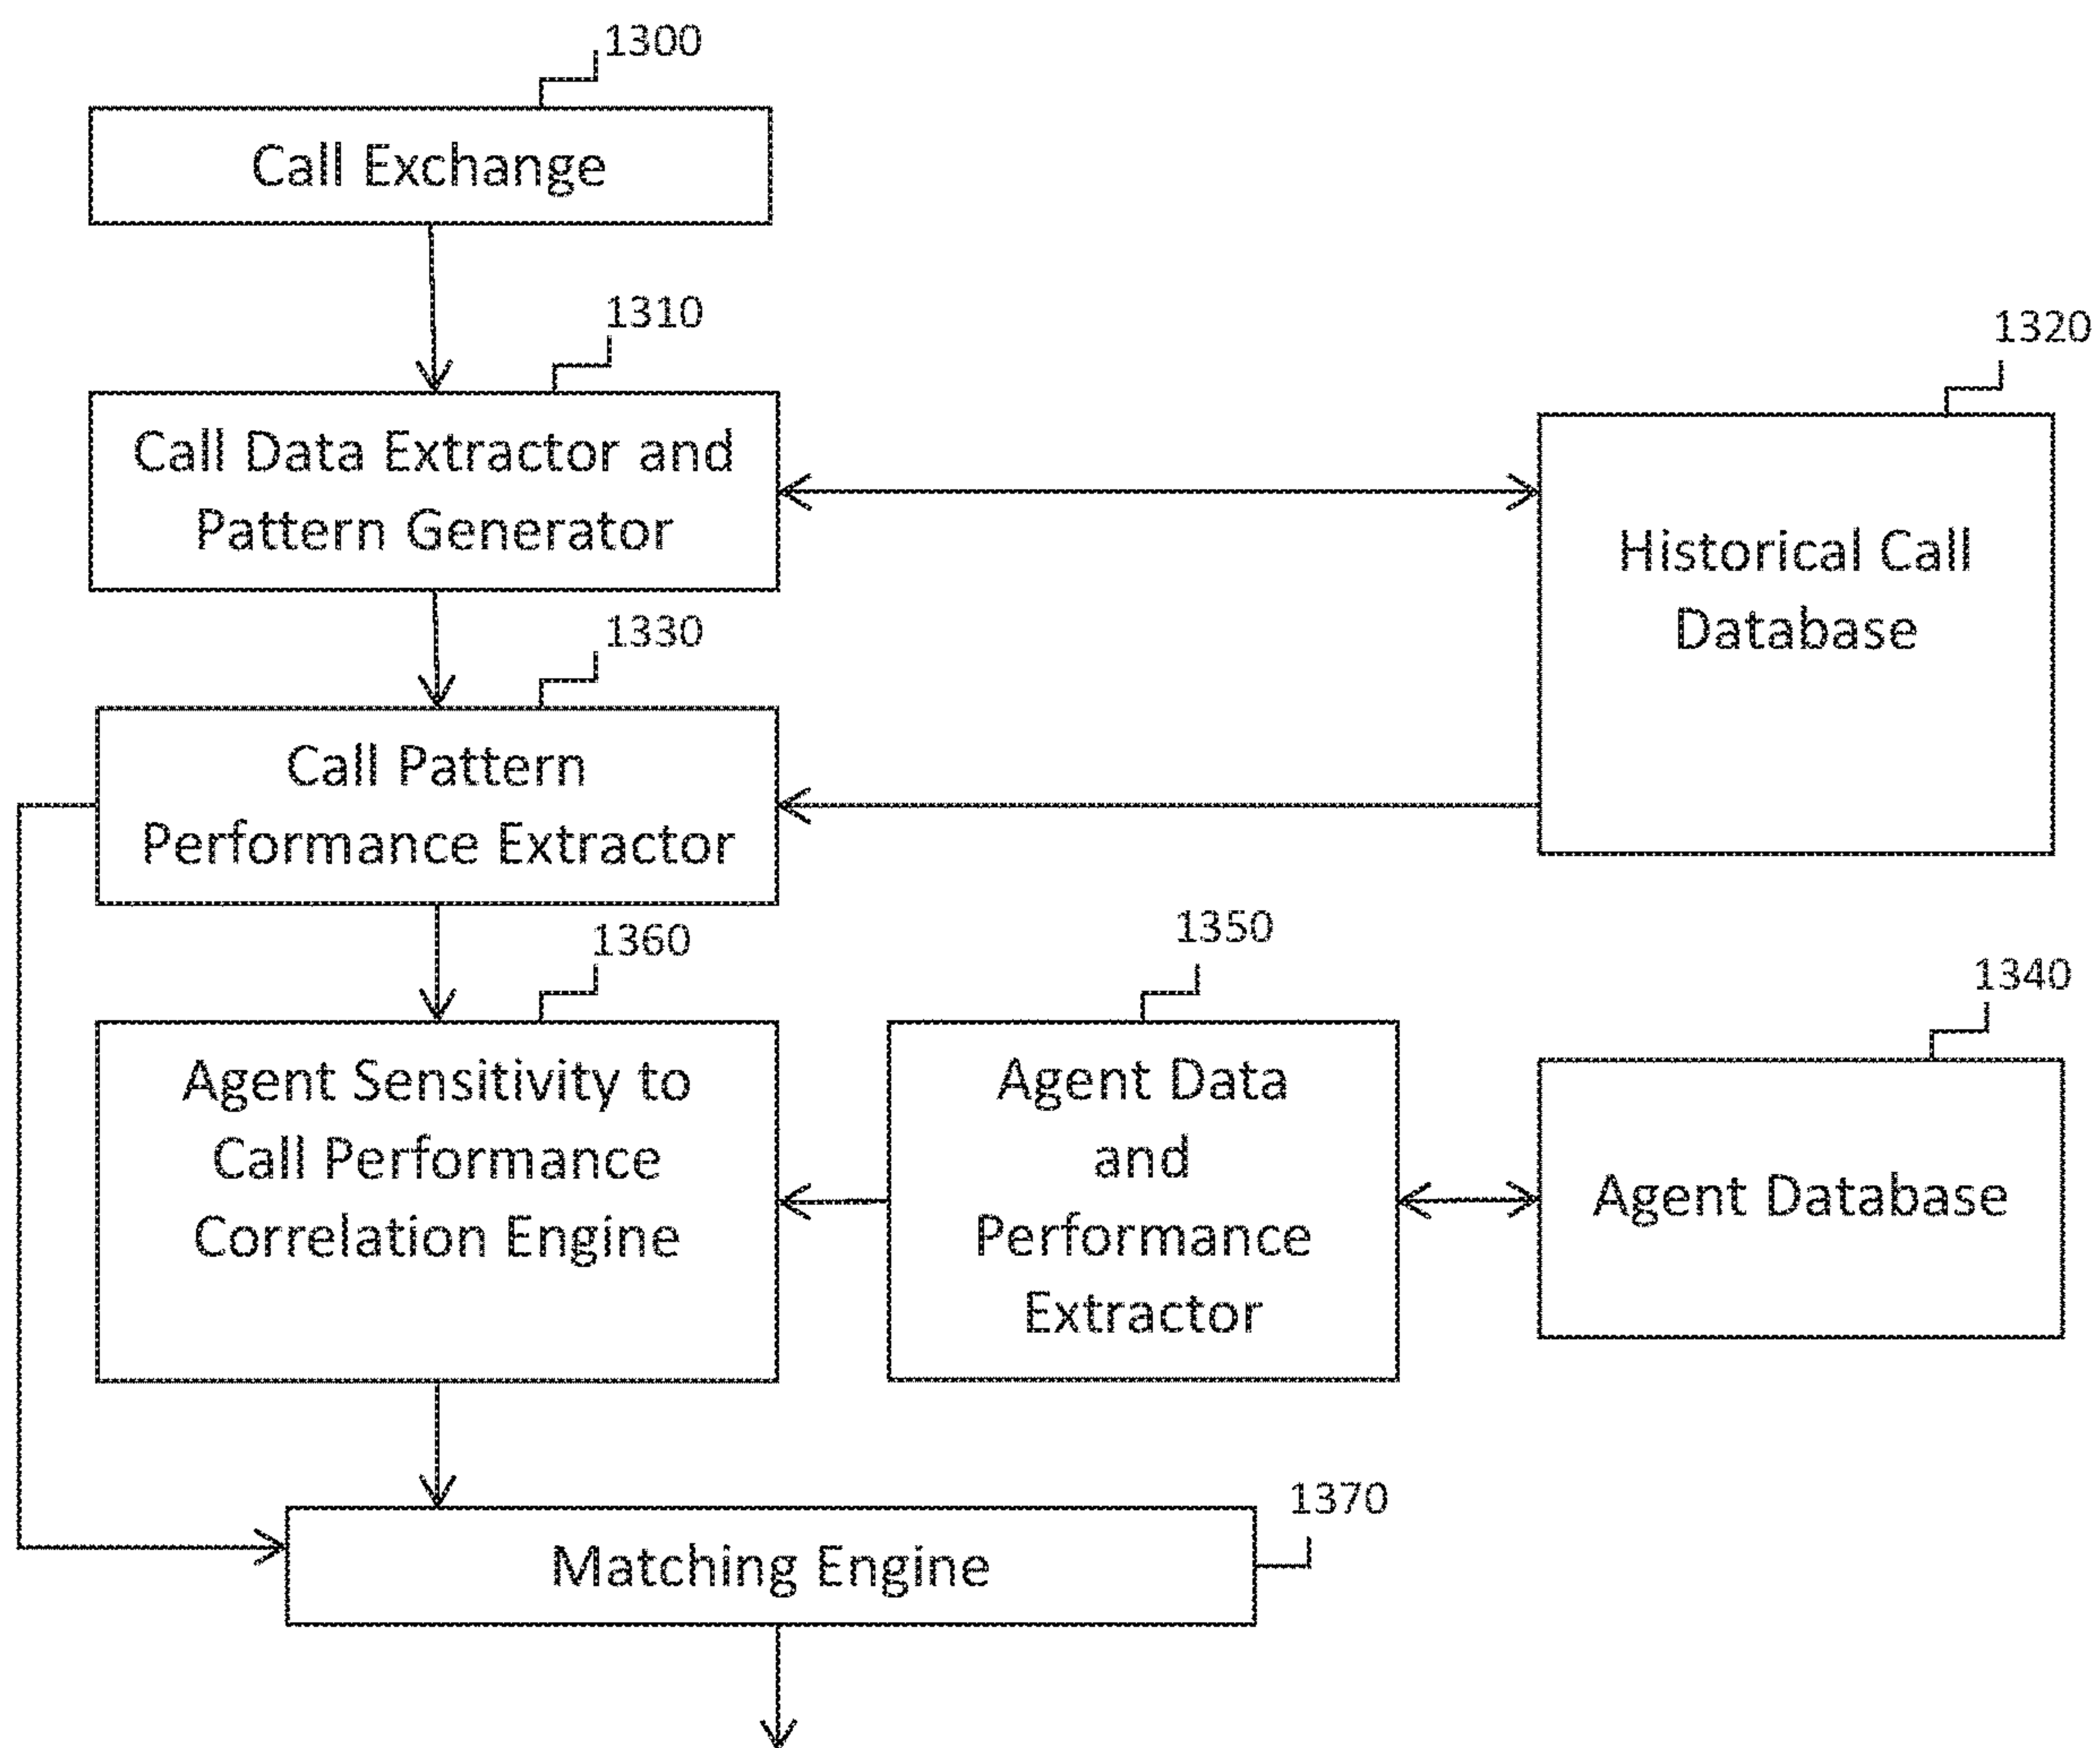 1300
Call Exchange
1310
Call Data Extractor and
Pattern Generator
1320
Historical Call
Database
1330
Call Pattern
Performance Extractor
1360
Agent Sensitivity to
Call Performance
Correlation Engine
1350
Agent Data
and
Performance
Extractor
1340
Agent Database
1370
Matching Engine